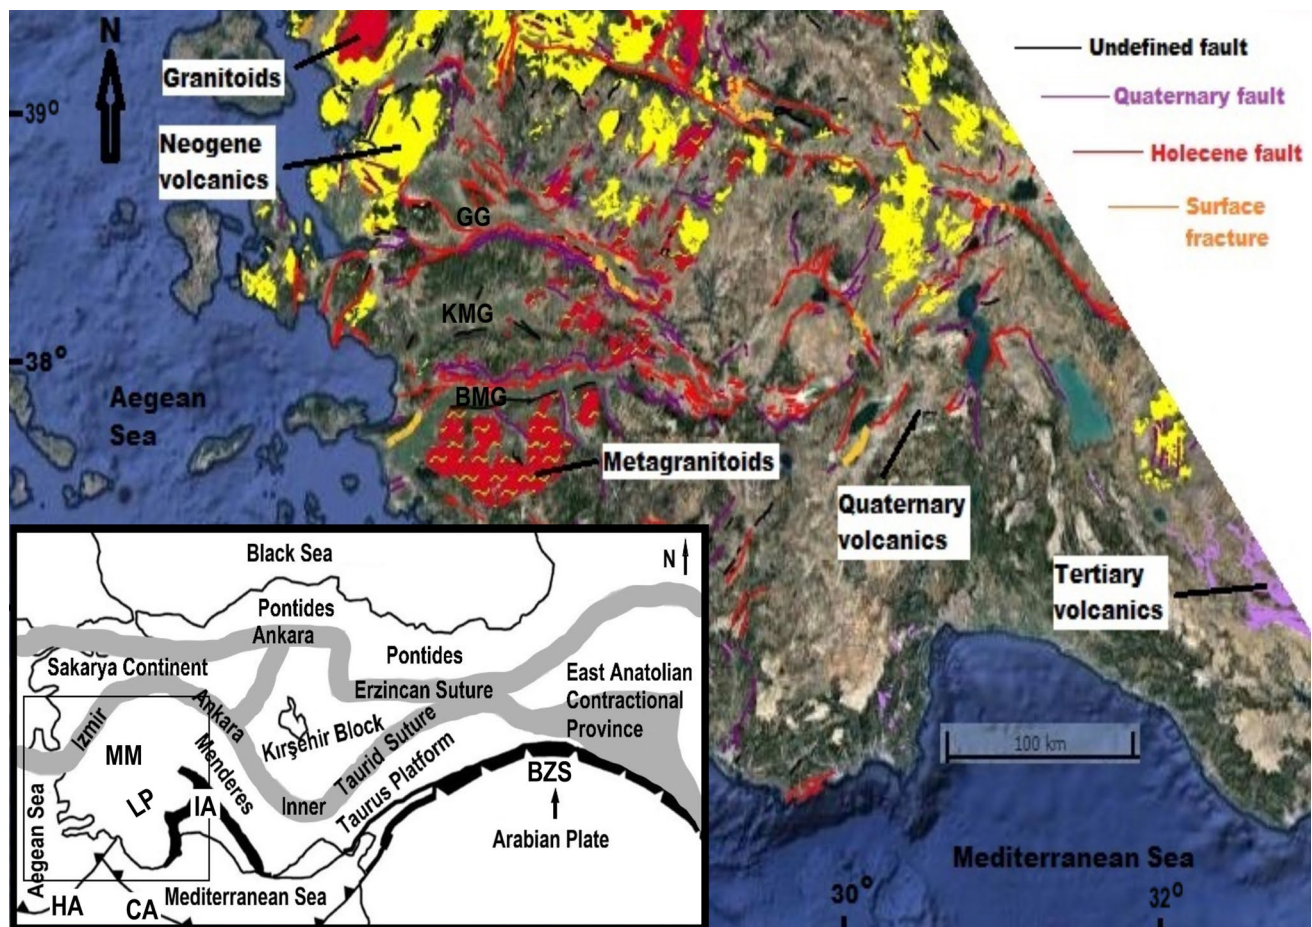 N
Granitoids
39°
Neogene
volcanics
GG
KMG
38°
BMG
Aegean
Sea
Metagranitoids
Quaternary
volcanics
Tertiary
volcanics
Undefined fault
Quaternary fault
Holecene fault
Surface
fracture
100 km
Mediterranean Sea
30°
32°
Black Sea
N
Pontides
Ankara
Sakarya Continent
Pontides
Erzincan Suture
East Anatolian
Contractional
Province
Izmir
Ankara
Kırşehir Block
MM
Menderes
Taurid Suture
Taurus Platform
Inner
LP
IA
BZS
Arabian Plate
Aegean Sea
Mediterranean Sea
HA
CA